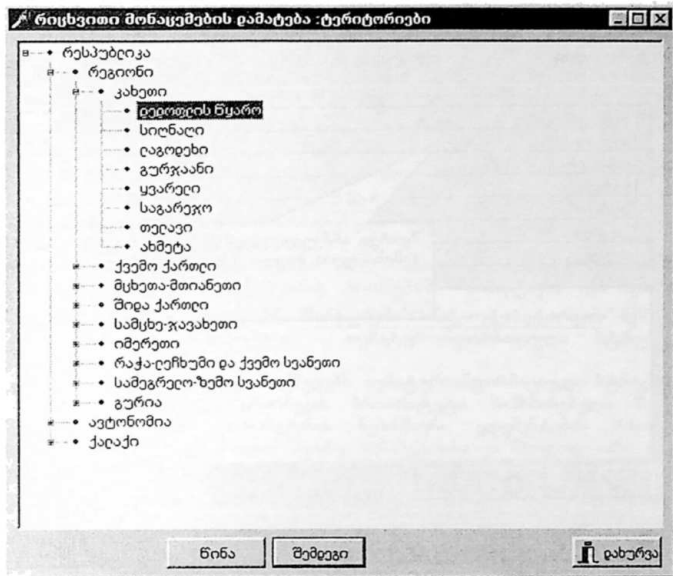 რიცხვითი მონაცემების დამატება :ტერიტორიები
რესპუბლიკა
რეგიონი
კახეთი
დედოფლის წყარო
სიღნაღი
ლაგოდეხი
გურჯაანი
ყვარელი
საგარეჯო
თელავი
ახმეტა
ქვემო ქართლი
მცხეთა-მთიანეთი
შიდა ქართლი
სამცხე-ჯავახეთი
იმერეთი
რაჭა-ლეჩხუმი და ქვემო სვანეთი
სამეგრელო-ზემო სვანეთი
გურია
ავტონომია
ქალაქი
წინა შემდეგი დახურვა